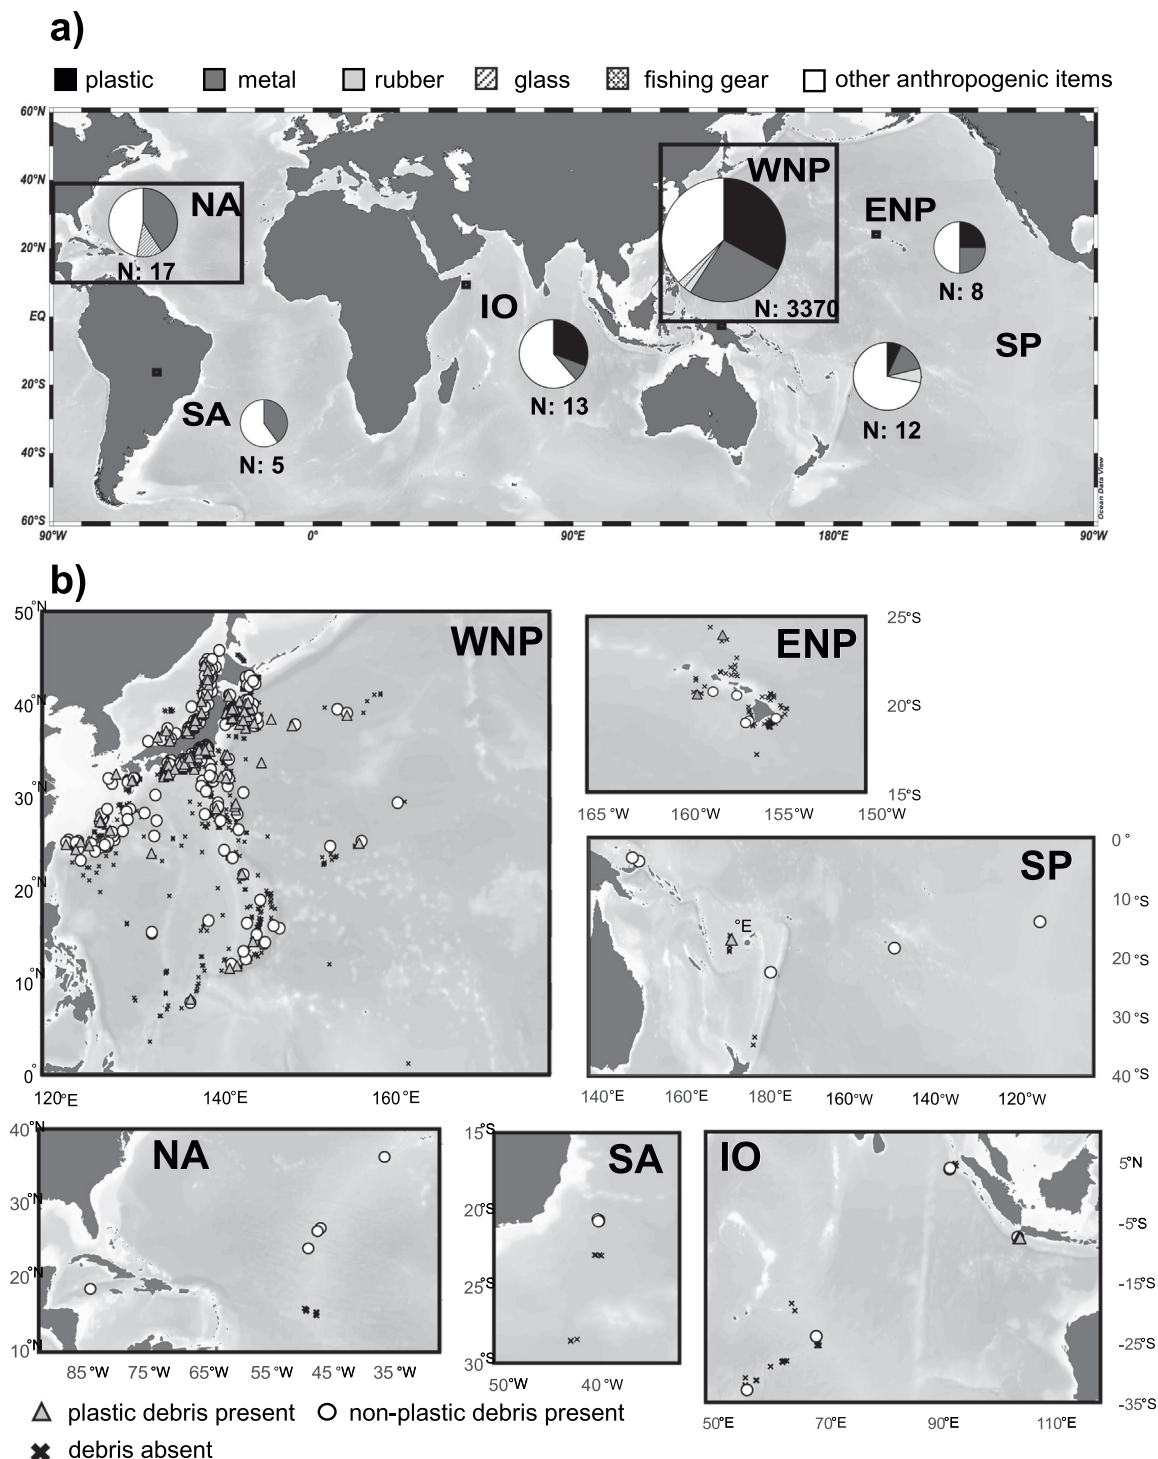 a)
plastic metal rubber glass fishing gear other anthropogenic items
60°N
40°N
20°N
EQ
20°S
40°S
60°S
90°W 0° 90°E 180°E 90°W
NA
N: 17
WNP
N: 3370
ENP
N: 8
IO
N: 13
SP
N: 12
SA
N: 5
Ocean Data View
b)
WNP
50°N
40°N
30°N
20°N
10°N
0°
120°E 140°E 160°E
ENP
25°S
20°S
15°S
165°W 160°W 155°W 150°W
SP
°E
0°
10°S
20°S
30°S
40°S
140°E 160°E 180°E 160°W 140°W 120°W
NA
40°N
30°N
20°N
10°N
85°W 75°W 65°W 55°W 45°W 35°W
SA
15°S
20°S
25°S
30°S
50°W 40°W
IO
5°N
-5°S
-15°S
-25°S
-35°S
50°E 70°E 90°E 110°E
plastic debris present non-plastic debris present
debris absent